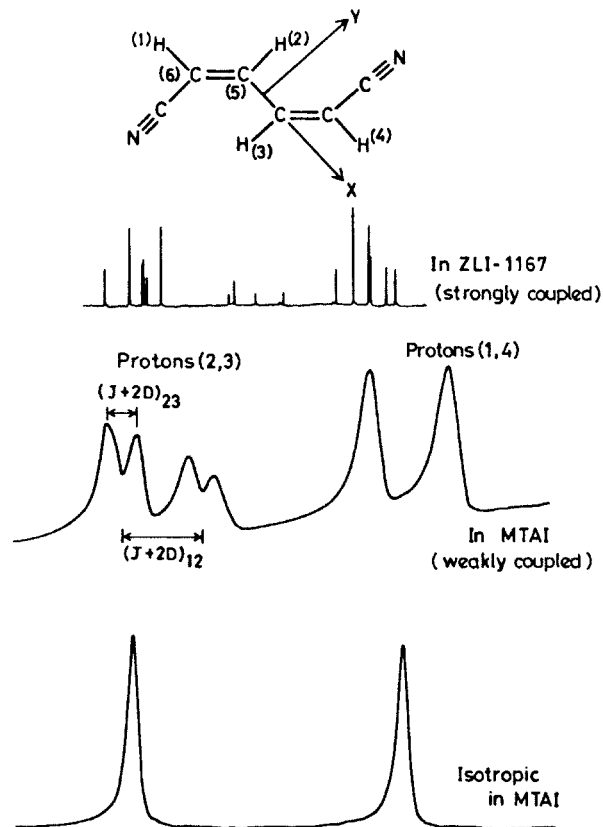 Y
(1)H
H(2)
N
(6)C=C
C
(5)
C
C=C
N
H(3)
H(4)
X
In ZLI-1167
(strongly coupled)
Protons(2,3)
Protons(1,4)
(J+2D)23
(J+2D)12
In MTAI
(weakly coupled)
Isotropic
in MTAI